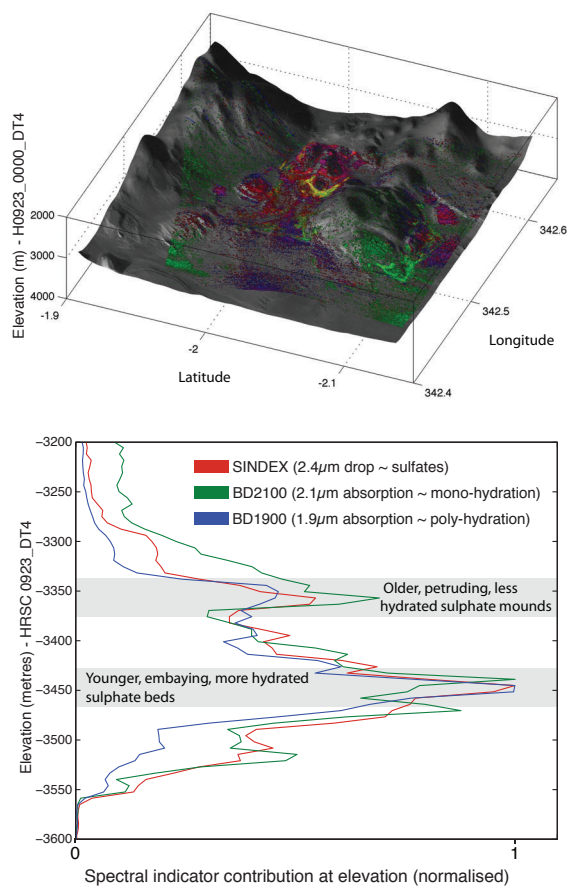 Elevation (m) - H0923_0000_DT4
2000
3000
4000
-1.9
-2
-2.1
Latitude
342.6
342.5
342.4
Longitude
Elevation (metres) - HRSC 0923_DT4
−3200
−3300
−3350
−3400
−3450
−3500
−3600
SINDEX (2.4μm drop ~ sulfates)
BD2100 (2.1μm absorption ~ mono-hydration)
BD1900 (1.9μm absorption ~ poly-hydration)
Older, petruding, less
hydrated sulphate mounds
Younger, embaying, more hydrated
sulphate beds
0
1
Spectral indicator contribution at elevation (normalised)